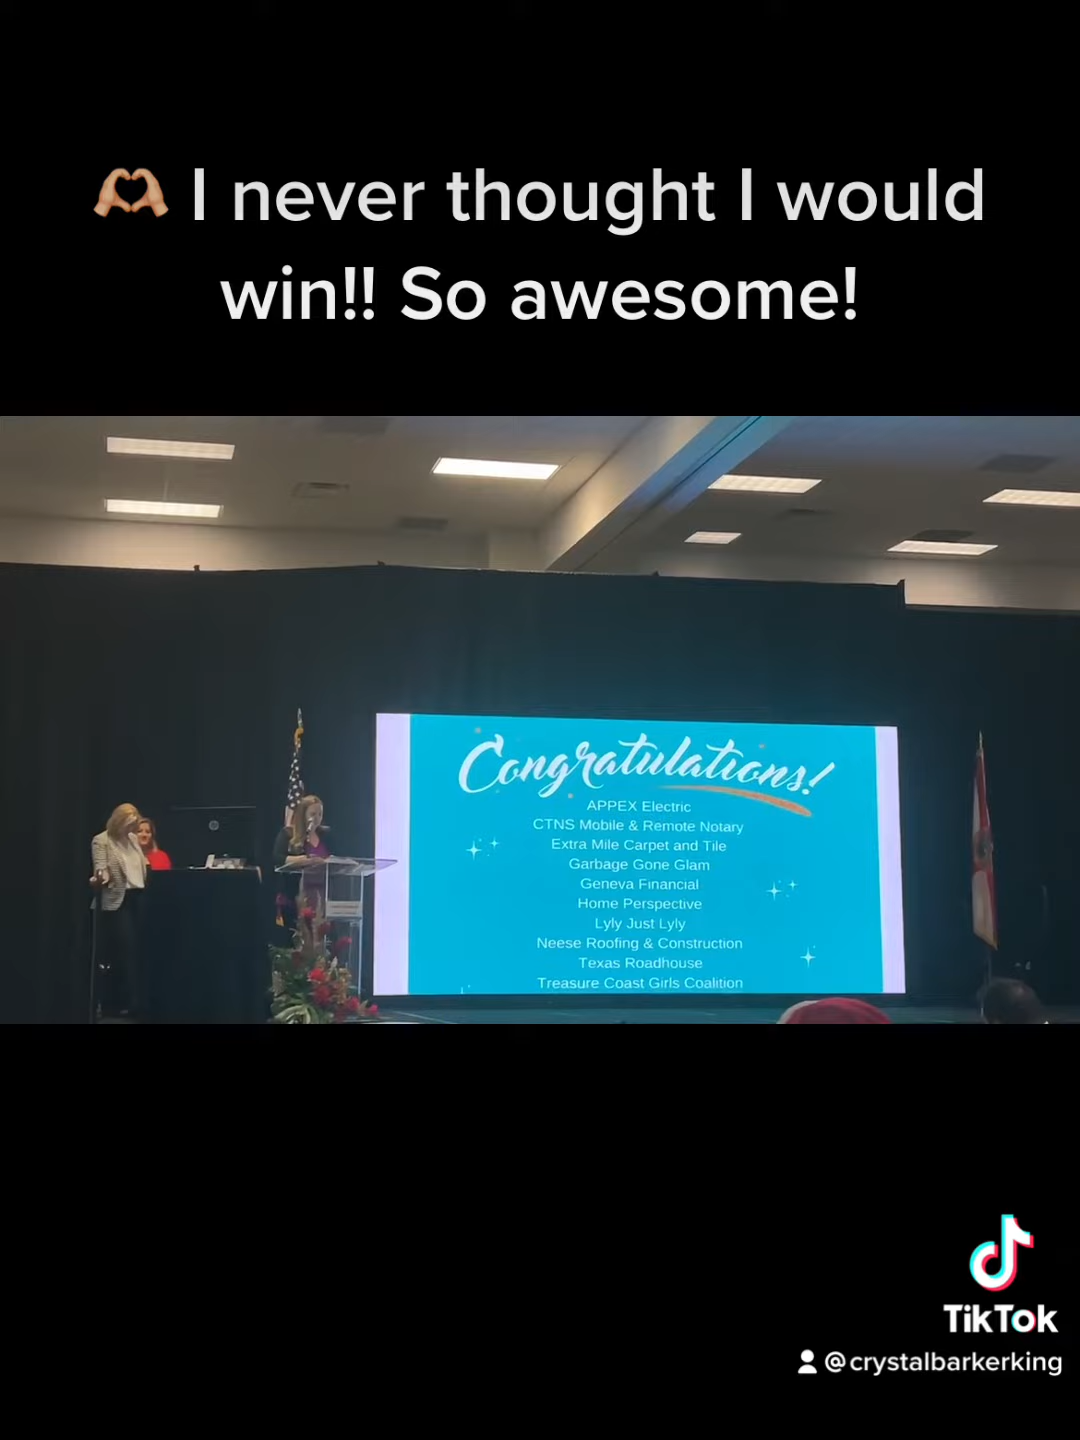 🫶🏼 I never thought I would
win!! So awesome!
Congratulations!
APPEX Electric
CTNS Mobile & Remote Notary
Extra Mile Carpet and Tile
Garbage Gone Glam
Geneva Financial
Home Perspective
Lyly Just Lyly
Neese Roofing & Construction
Texas Roadhouse
Treasure Coast Girls Coalition
TikTok
@crystalbarkerking